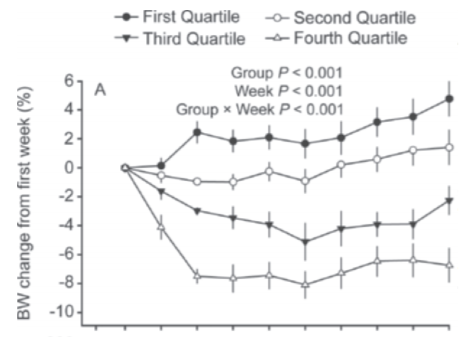 First Quartile Second Quartile
Third Quartile Fourth Quartile
Group P < 0.001
Week P < 0.001
Group × Week P < 0.001
A
BW change from first week (%)
6
4
2
0
-2
-4
-6
-8
-10